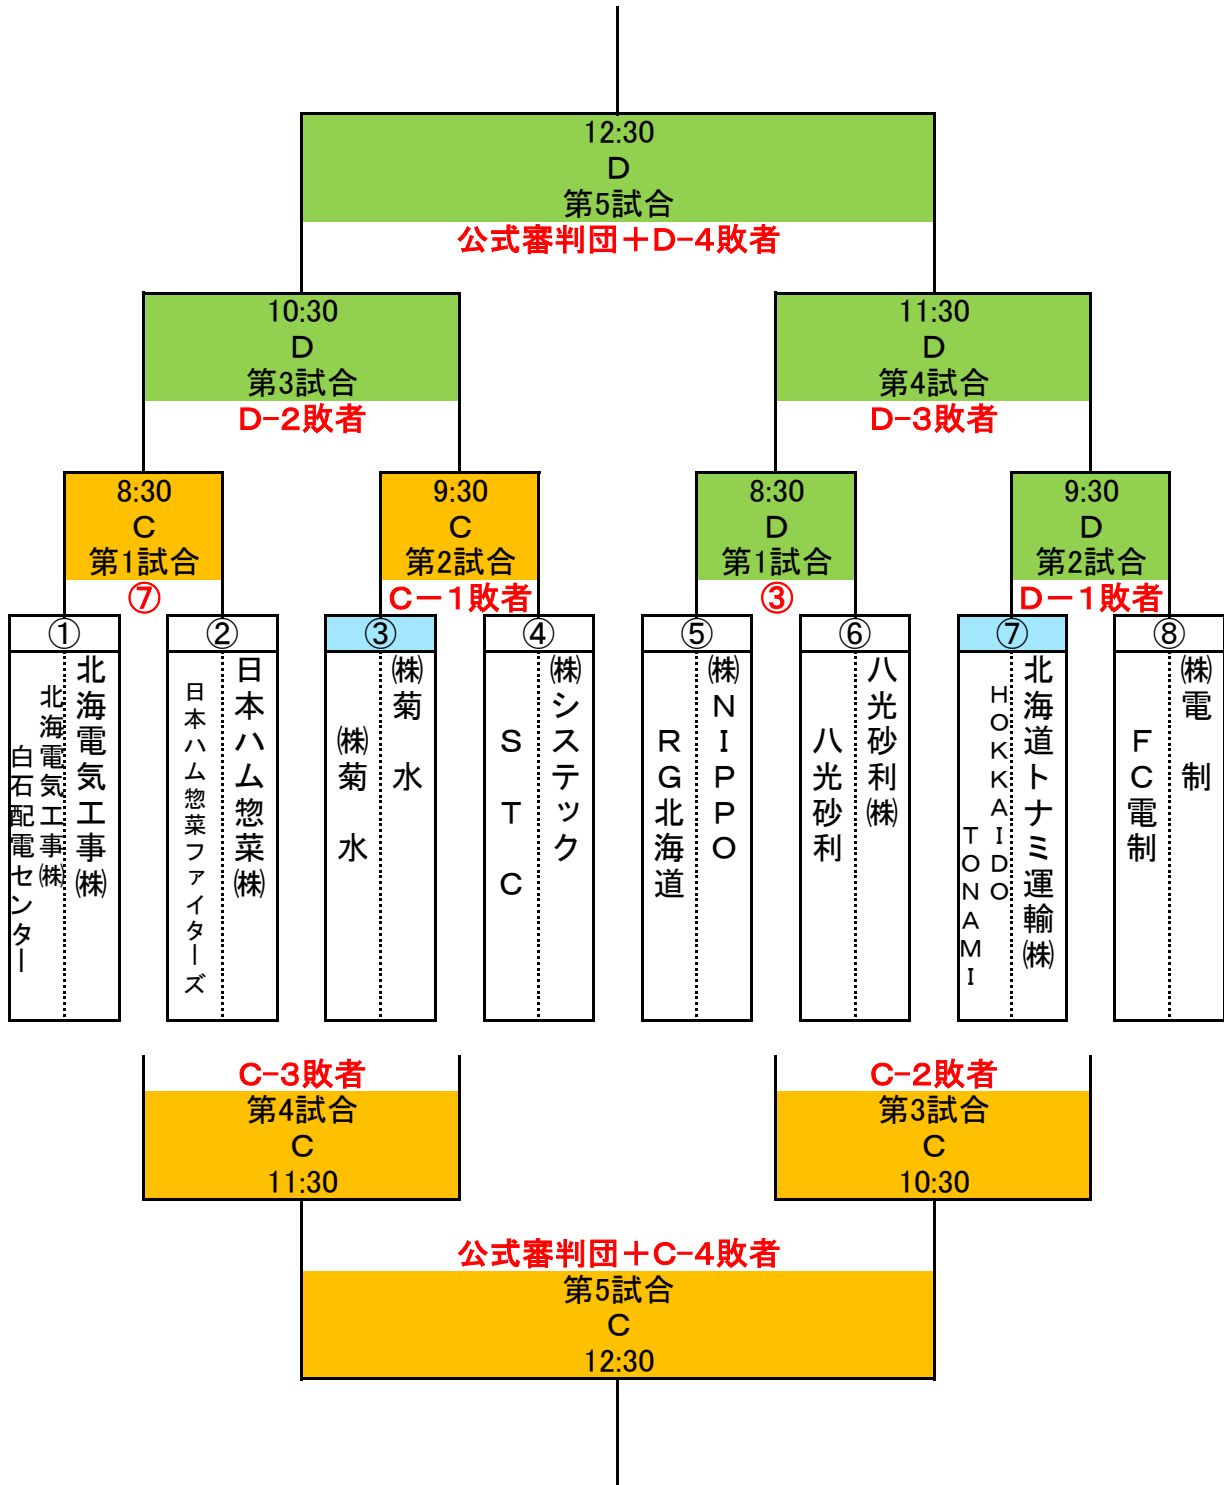 12:30
D
第5試合
公式審判団＋D-4敗者
10:30
D
第3試合
D-2敗者
11:30
D
第4試合
D-3敗者
8:30
C
第1試合
⑦
9:30
C
第2試合
C－1敗者
8:30
D
第1試合
③
9:30
D
第2試合
D－1敗者
①
北海電気工事㈱
北海電気工事㈱
白石配電センター
②
日本ハム惣菜㈱
日本ハム惣菜ファイターズ
③
㈱菊　水
㈱菊　水
④
㈱システック
S　T　C
⑤
㈱NIPPO
RG北海道
⑥
八光砂利㈱
八光砂利
⑦
北海道トナミ運輸㈱
HOKKAIDO
TONAMI
⑧
㈱電　制
FC電制
C-3敗者
第4試合
C
11:30
C-2敗者
第3試合
C
10:30
公式審判団＋C-4敗者
第5試合
C
12:30